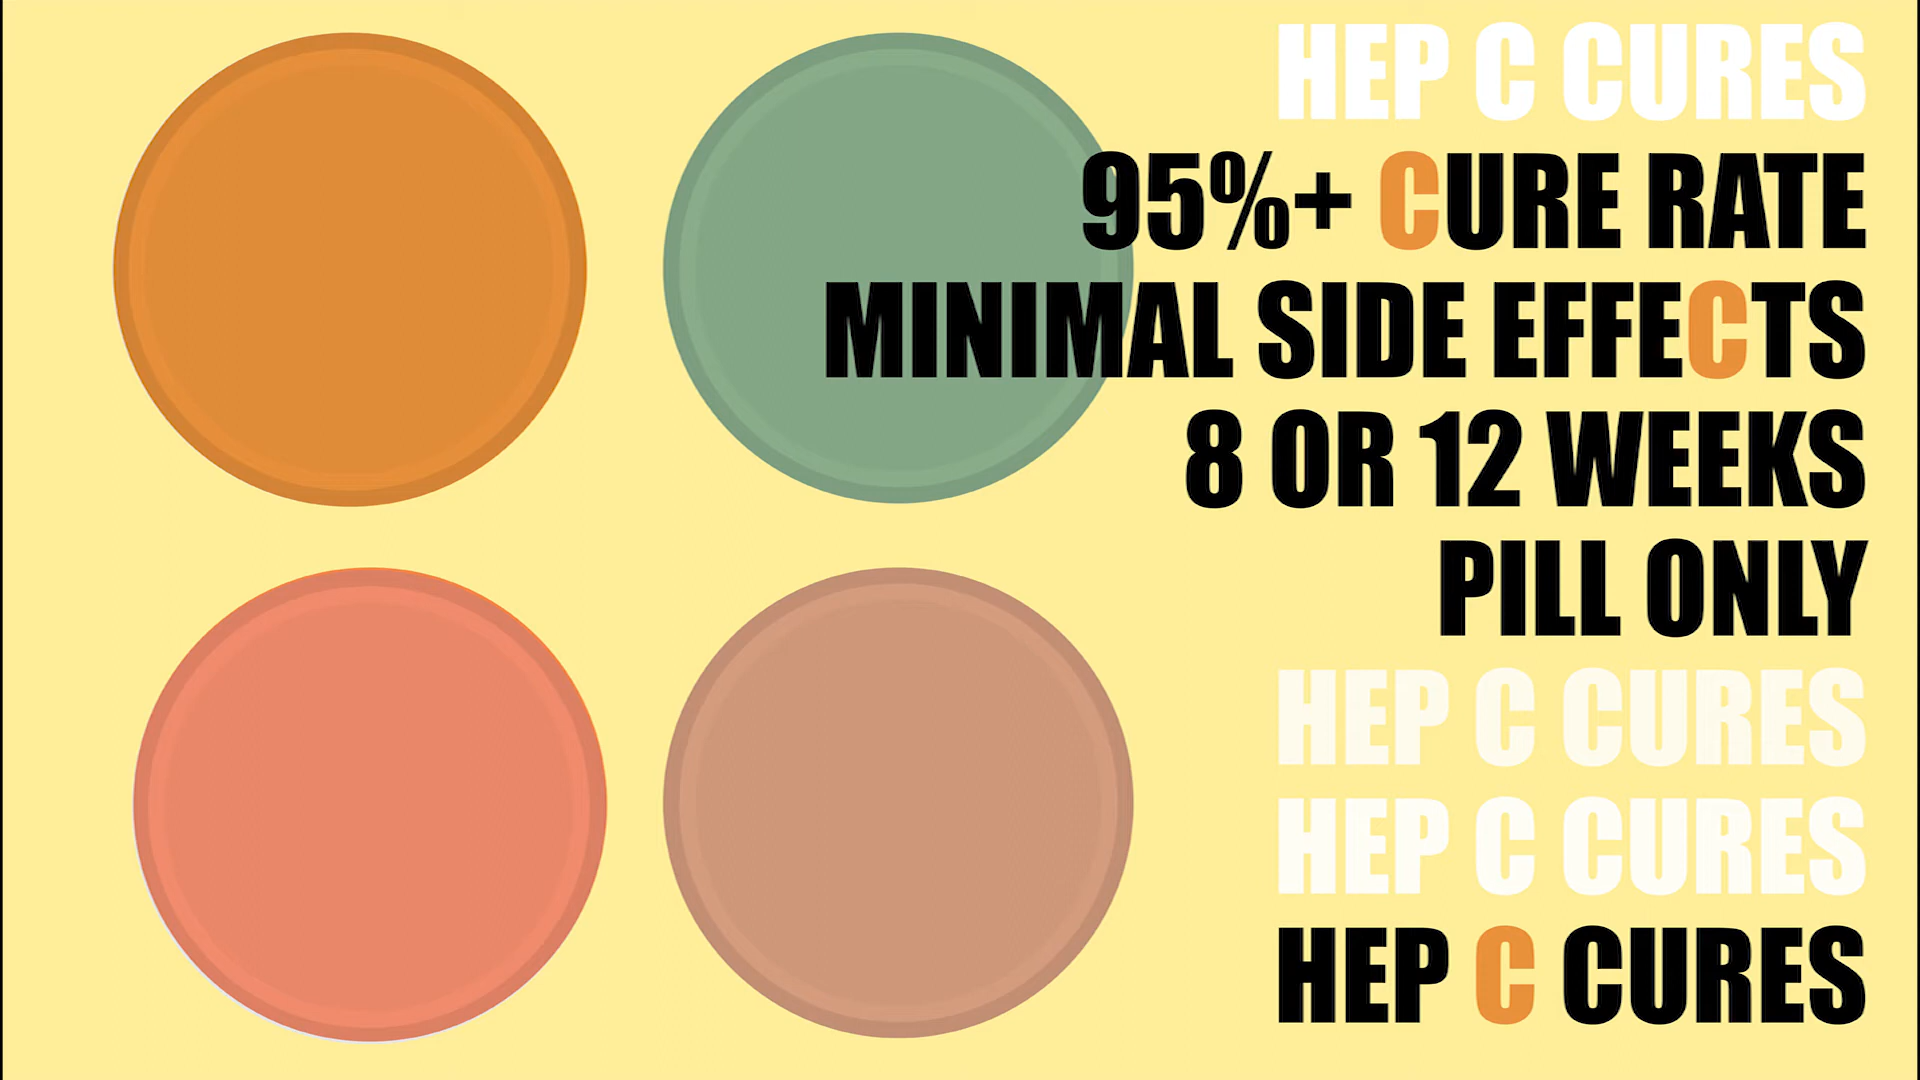 HEP C CURES
95%+ CURE RATE
MINIMAL SIDE EFFECTS
8 OR 12 WEEKS
PILL ONLY
HEP C CURES
HEP C CURES
HEP C CURES